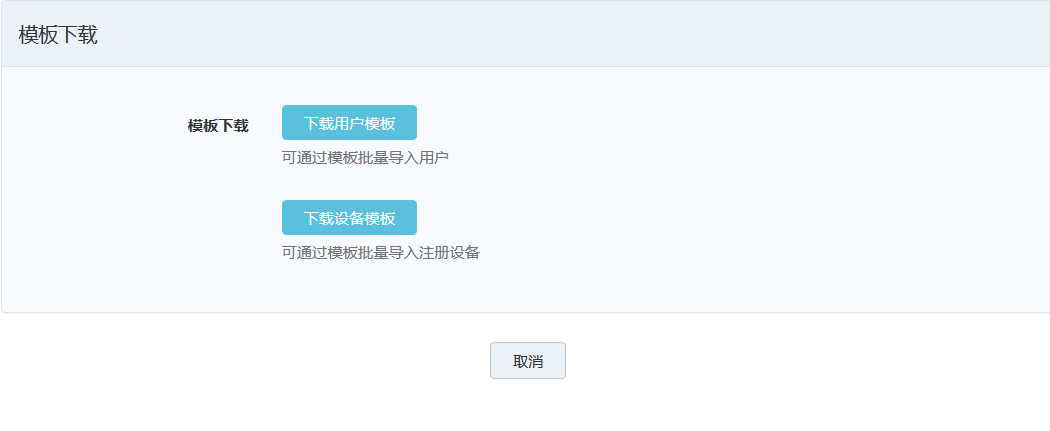 模板下载
模板下载
下载用户模板
可通过模板批量导入用户
下载设备模板
可通过模板批量导入注册设备
取消